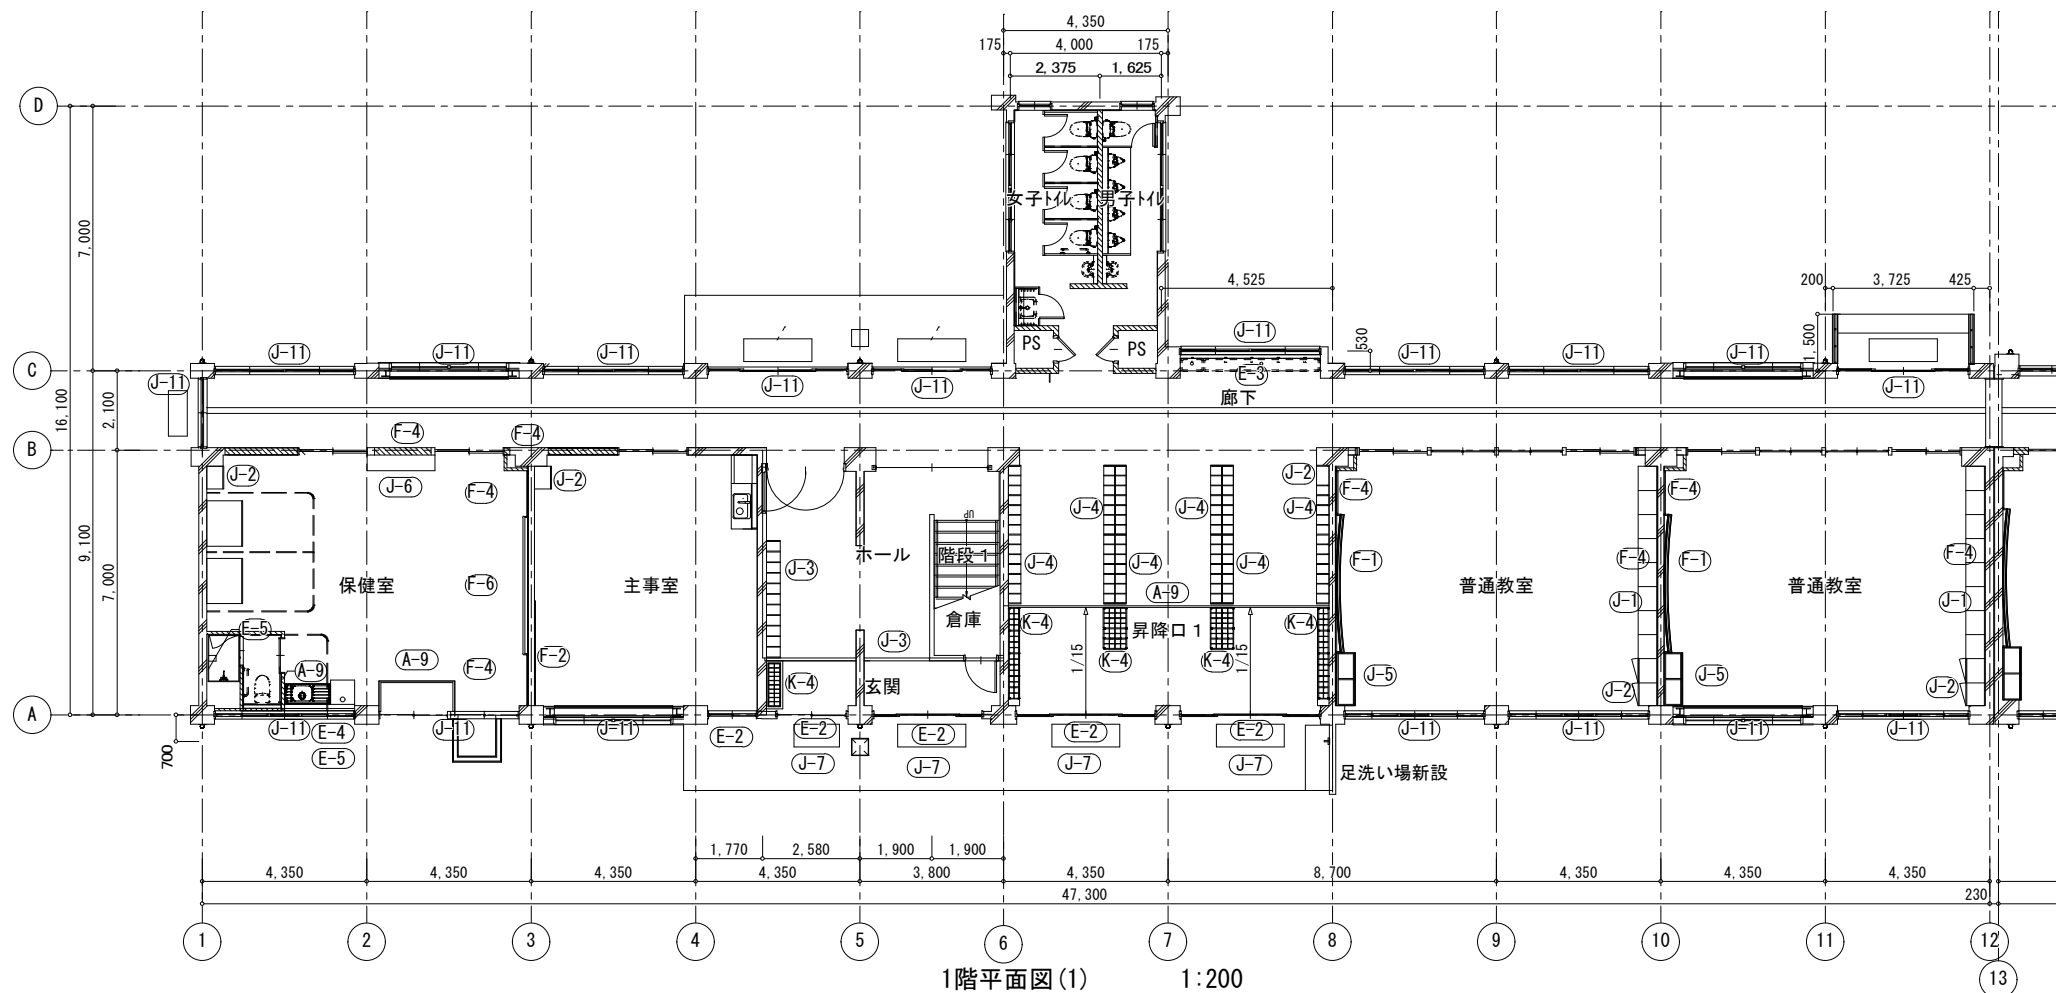 4,350
175 4,000 175
2,375 1,625
D
7,000
女子ﾄｲﾚ 男子ﾄｲﾚ
4,525
200 3,725 425
530
1,500
PS PS
J-11 J-11 J-11 J-11 J-11 J-11 J-11 J-11 J-11
C
J-11 J-11 J-11 E-3 J-11
廊下
16,100
2,100
B
F-4 F-4
J-2 J-6 F-4 J-2 J-2 F-4 F-4
J-4 J-4 J-4
UP
9,100
7,000
ホール 階段1
J-3 J-4 J-4 J-4 F-1 F-4 F-1 F-4
保健室 F-6 主事室 A-9 普通教室 普通教室
J-1 J-1
倉庫 K-4 昇降口1 K-4
E-5
J-3
1/15 1/15
A-9 A-9 F-4 F-2 K-4 K-4 J-5 J-5
K-4 玄関 J-2 J-2
A
J-11 E-4 J-11 J-11 E-2 E-2 E-2 E-2 E-2 J-11 J-11 J-11 J-11
700
E-5 J-7 J-7 J-7 J-7
足洗い場新設
1,770 2,580 1,900 1,900
4,350 4,350 4,350 4,350 3,800 4,350 8,700 4,350 4,350 4,350
47,300 230
1 2 3 4 5 6 7 8 9 10 11 12
13
1階平面図(1) 1:200